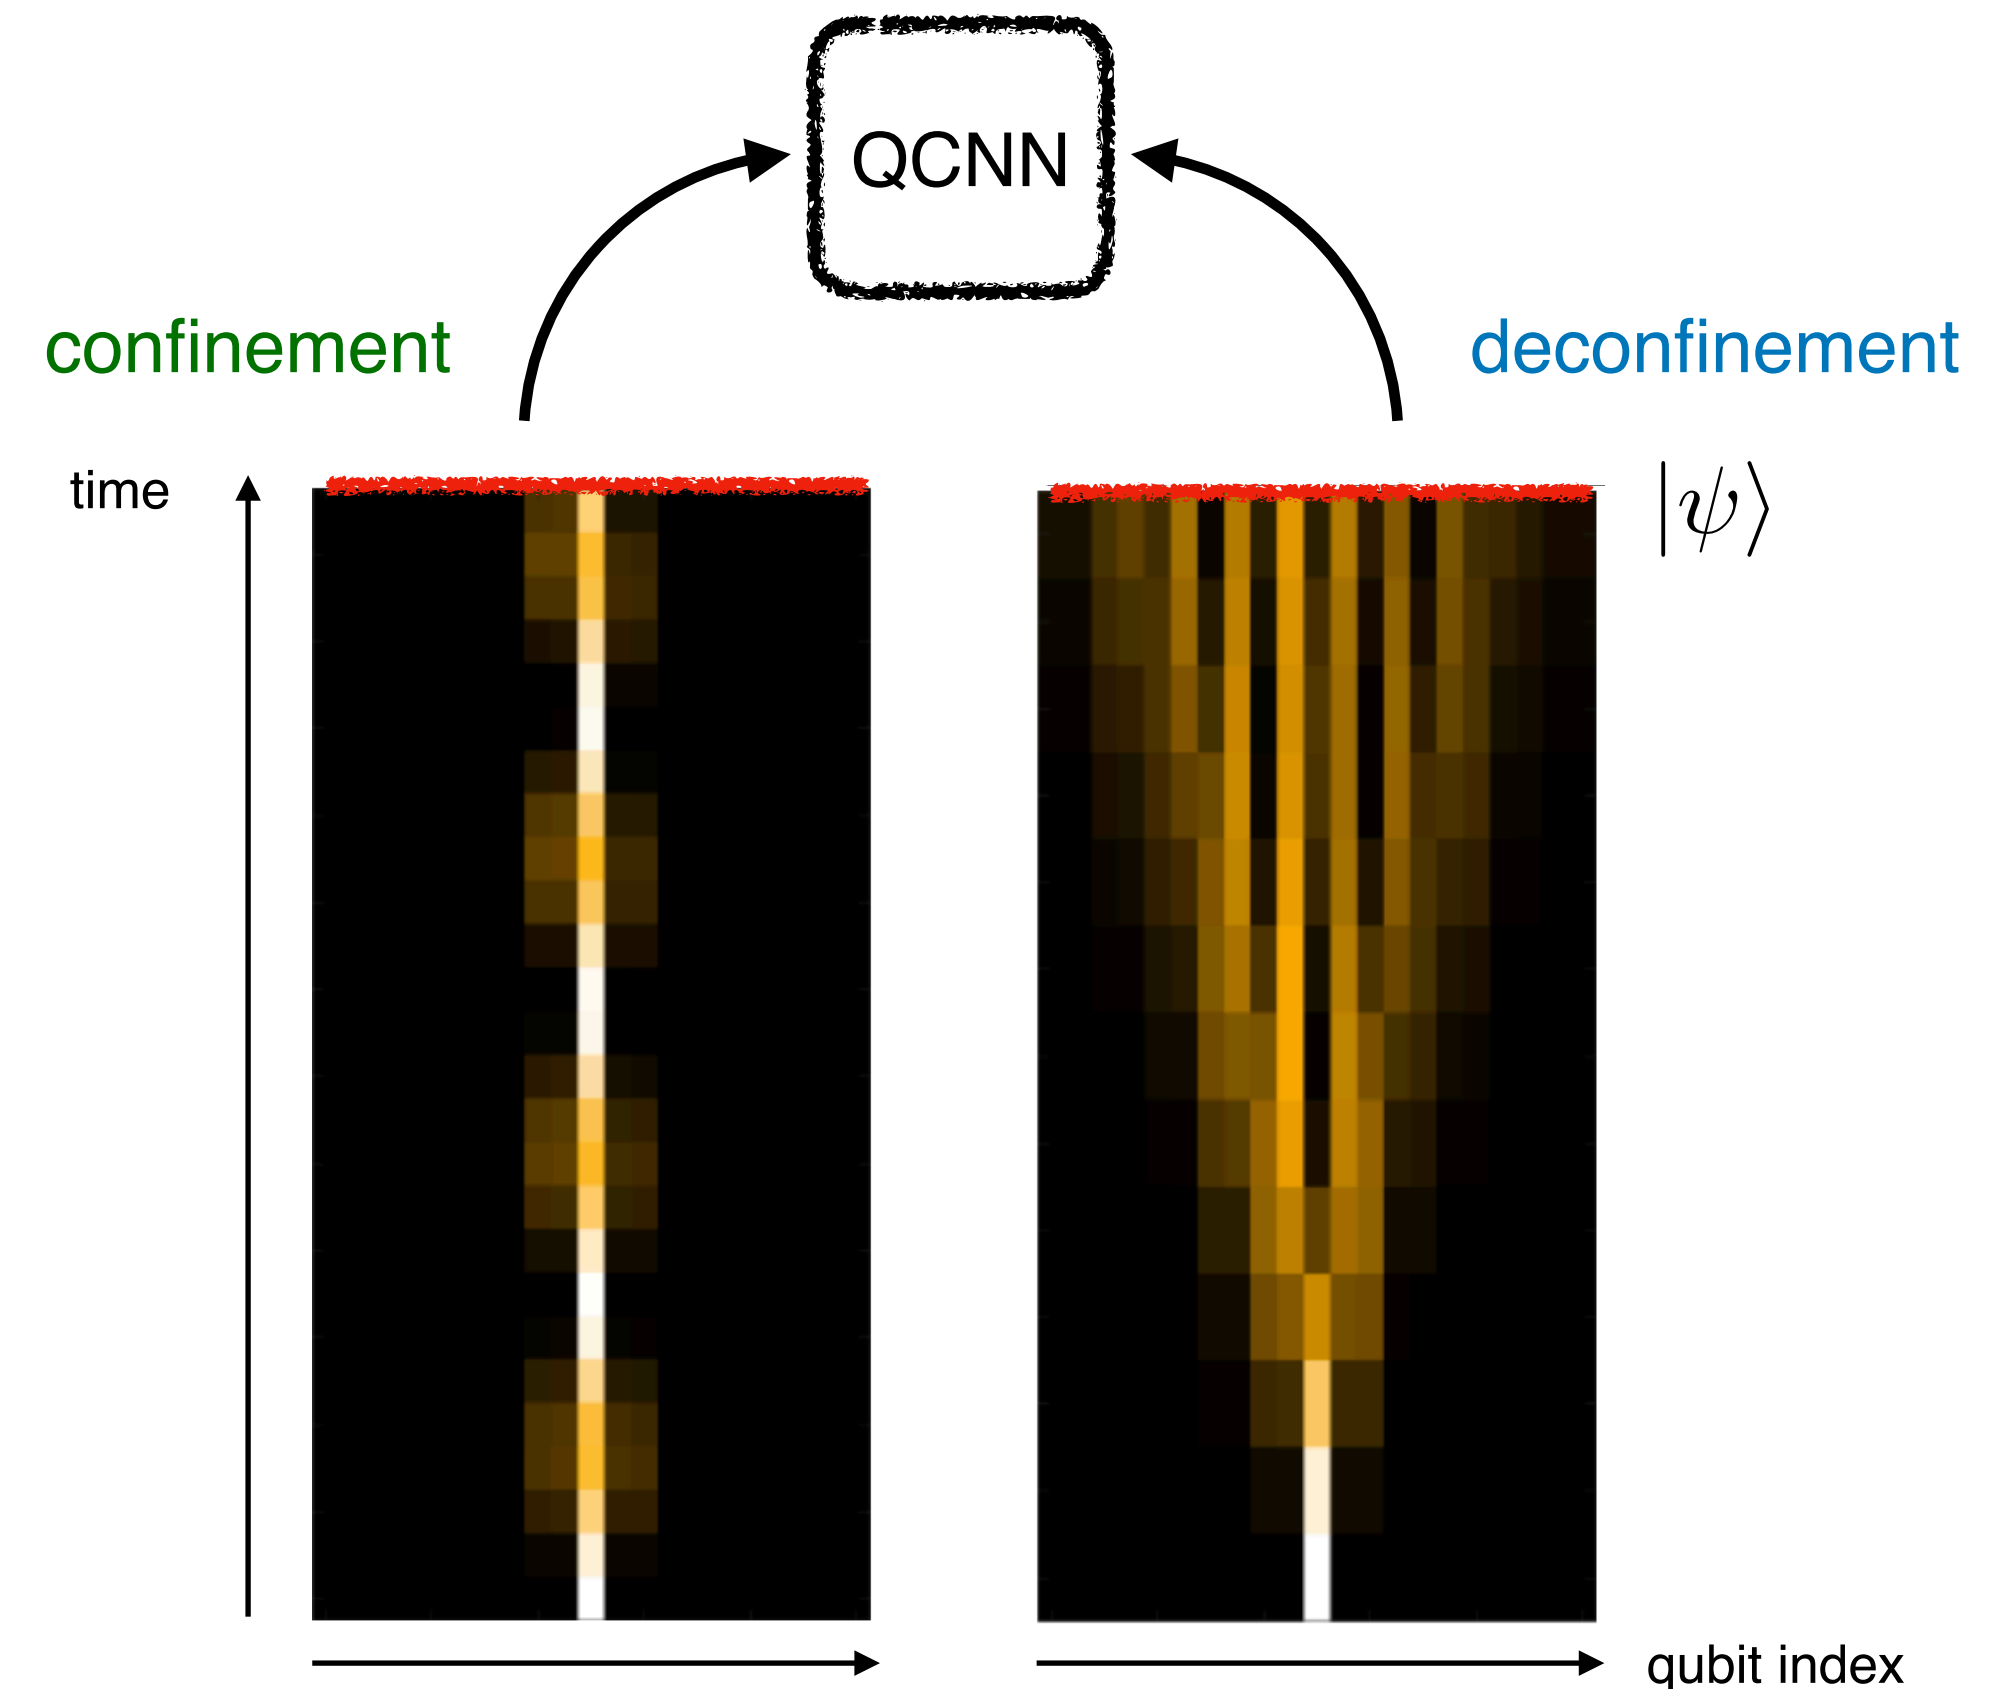 QCNN
confinement
deconfinement
time
|ψ⟩
qubit index